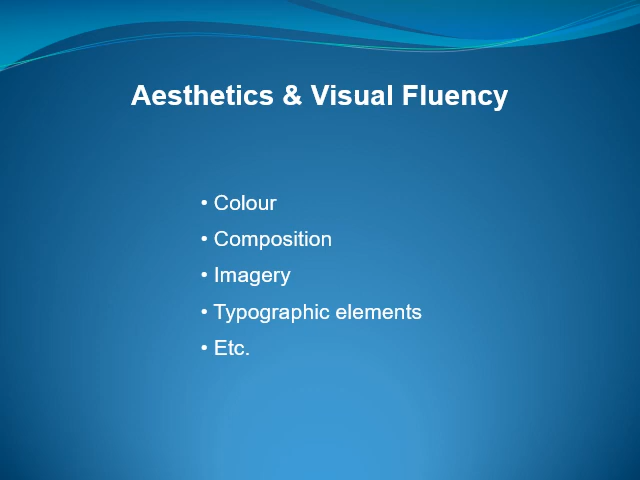 Aesthetics & Visual Fluency
• Colour
• Composition
• Imagery
• Typographic elements
• Etc.